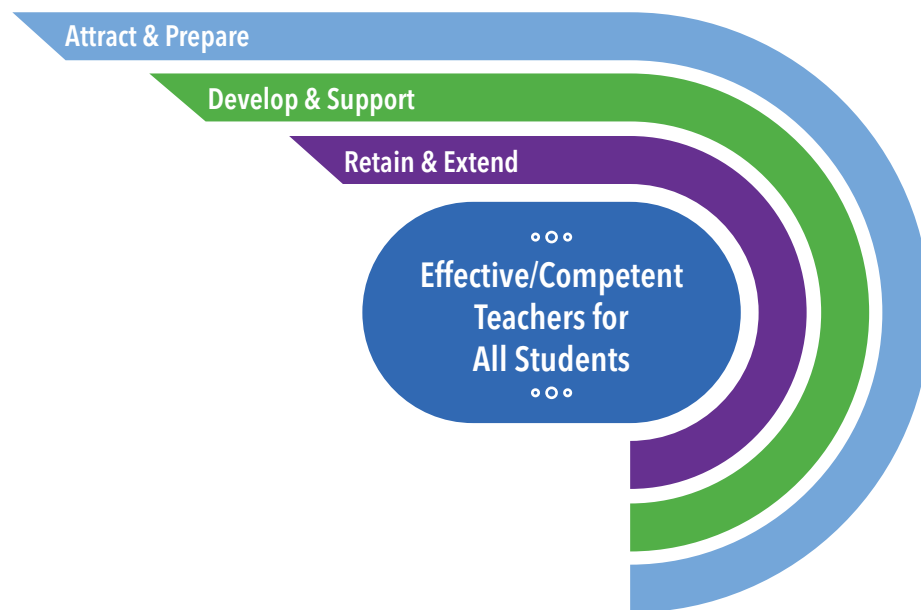 Attract & Prepare
Develop & Support
Retain & Extend
Effective/Competent
Teachers for
All Students